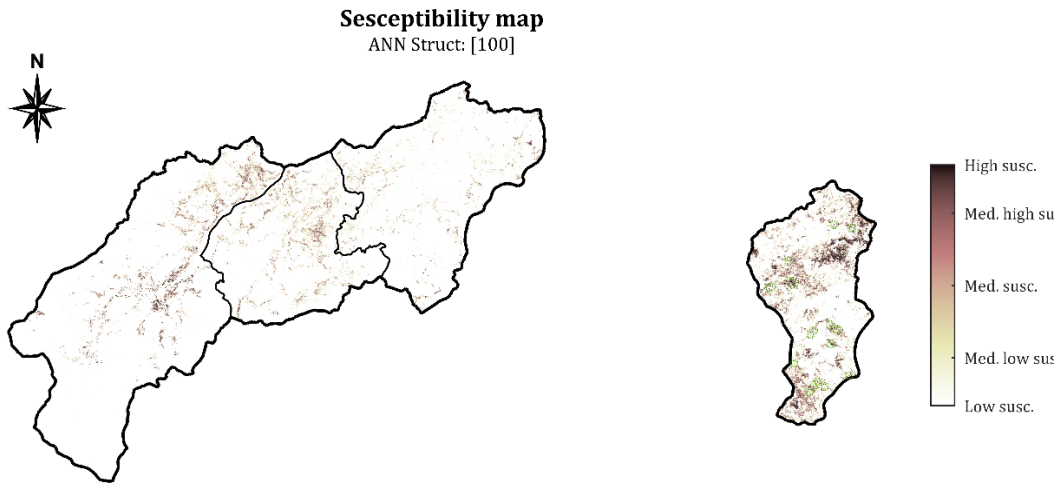 Sesceptibility map
ANN Struct: [100]
N
High susc.
Med. high su
Med. susc.
Med. low sus
Low susc.